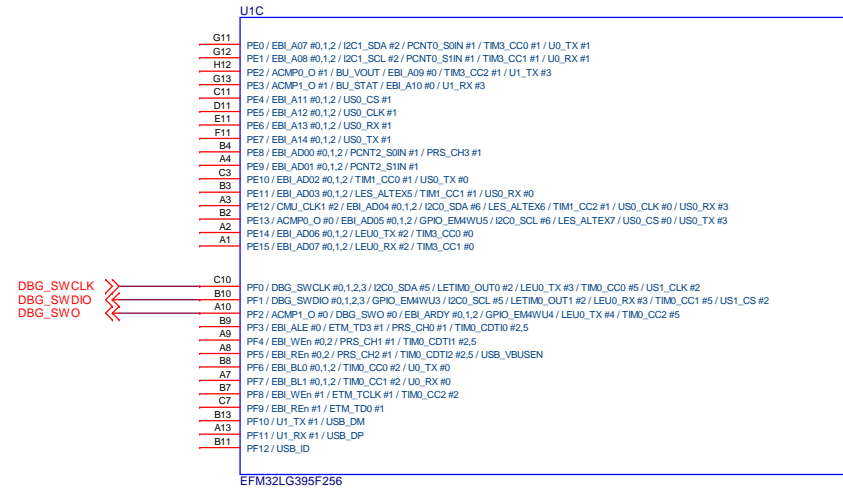 U1C
G11 PE0 / EBI_A07 #0,1,2 / I2C1_SDA #2 / PCNT0_S0IN #1 / TIM3_CC0 #1 / U0_TX #1
G12 PE1 / EBI_A08 #0,1,2 / I2C1_SCL #2 / PCNT0_S1IN #1 / TIM3_CC1 #1 / U0_RX #1
H12 PE2 / ACMP0_O #1 / BU_VOUT / EBI_A09 #0 / TIM3_CC2 #1 / U1_TX #3
G13 PE3 / ACMP1_O #1 / BU_STAT / EBI_A10 #0 / U1_RX #3
C11 PE4 / EBI_A11 #0,1,2 / US0_CS #1
D11 PE5 / EBI_A12 #0,1,2 / US0_CLK #1
E11 PE6 / EBI_A13 #0,1,2 / US0_RX #1
F11 PE7 / EBI_A14 #0,1,2 / US0_TX #1
B4 PE8 / EBI_AD00 #0,1,2 / PCNT2_S0IN #1 / PRS_CH3 #1
A4 PE9 / EBI_AD01 #0,1,2 / PCNT2_S1IN #1
C3 PE10 / EBI_AD02 #0,1,2 / TIM1_CC0 #1 / US0_TX #0
B3 PE11 / EBI_AD03 #0,1,2 / LES_ALTEX5 / TIM1_CC1 #1 / US0_RX #0
A3 PE12 / CMU_CLK1 #2 / EBI_AD04 #0,1,2 / I2C0_SDA #6 / LES_ALTEX6 / TIM1_CC2 #1 / US0_CLK #0 / US0_RX #3
B2 PE13 / ACMP0_O #0 / EBI_AD05 #0,1,2 / GPIO_EM4WU5 / I2C0_SCL #6 / LES_ALTEX7 / US0_CS #0 / US0_TX #3
A2 PE14 / EBI_AD06 #0,1,2 / LEU0_TX #2 / TIM3_CC0 #0
A1 PE15 / EBI_AD07 #0,1,2 / LEU0_RX #2 / TIM3_CC1 #0
DBG_SWCLK C10 PF0 / DBG_SWCLK #0,1,2,3 / I2C0_SDA #5 / LETIM0_OUT0 #2 / LEU0_TX #3 / TIM0_CC0 #5 / US1_CLK #2
DBG_SWDIO B10 PF1 / DBG_SWDIO #0,1,2,3 / GPIO_EM4WU3 / I2C0_SCL #5 / LETIM0_OUT1 #2 / LEU0_RX #3 / TIM0_CC1 #5 / US1_CS #2
DBG_SWO A10 PF2 / ACMP1_O #0 / DBG_SWO #0 / EBI_ARDY #0,1,2 / GPIO_EM4WU4 / LEU0_TX #4 / TIM0_CC2 #5
B9 PF3 / EBI_ALE #0 / ETM_TD3 #1 / PRS_CH0 #1 / TIM0_CDTI0 #2,5
A9 PF4 / EBI_WEn #0,2 / PRS_CH1 #1 / TIM0_CDTI1 #2,5
A8 PF5 / EBI_REn #0,2 / PRS_CH2 #1 / TIM0_CDTI2 #2,5 / USB_VBUSEN
B8 PF6 / EBI_BL0 #0,1,2 / TIM0_CC0 #2 / U0_TX #0
A7 PF7 / EBI_BL1 #0,1,2 / TIM0_CC1 #2 / U0_RX #0
B7 PF8 / EBI_WEn #1 / ETM_TCLK #1 / TIM0_CC2 #2
C7 PF9 / EBI_REn #1 / ETM_TD0 #1
B13 PF10 / U1_TX #1 / USB_DM
A13 PF11 / U1_RX #1 / USB_DP
B11 PF12 / USB_ID
EFM32LG395F256